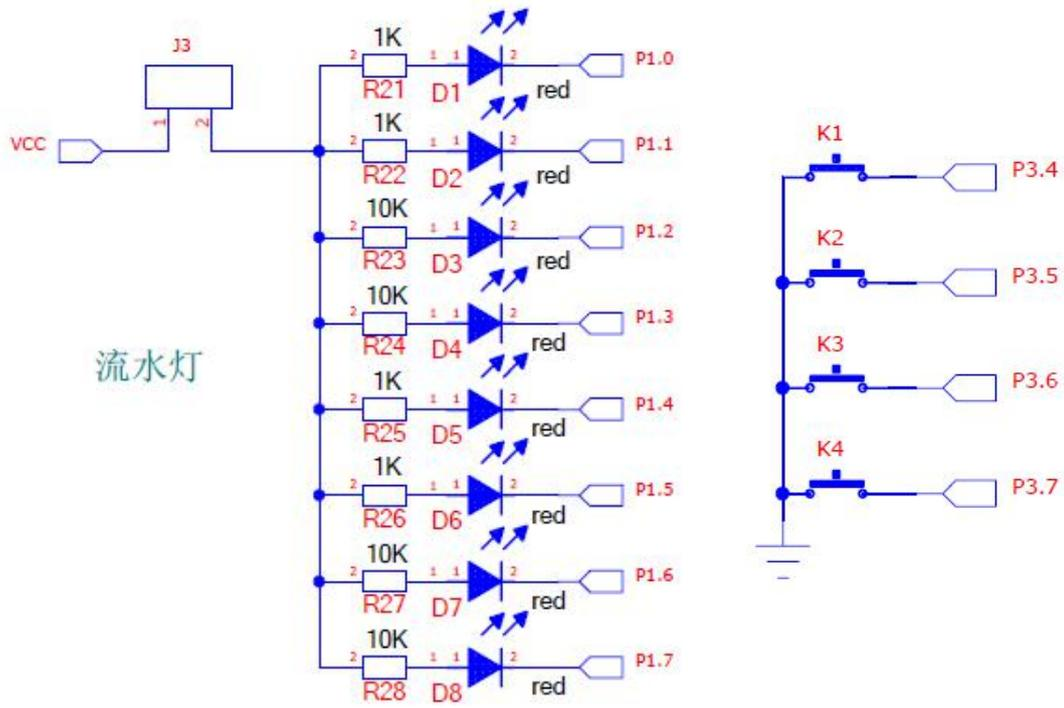 J3
1
2
VCC
流水灯
1K
2
1
1
2
P1.0
R21
D1
red
1K
2
1
1
2
P1.1
R22
D2
red
10K
2
1
1
2
P1.2
R23
D3
red
10K
2
1
1
2
P1.3
R24
D4
red
1K
2
1
1
2
P1.4
R25
D5
red
1K
2
1
1
2
P1.5
R26
D6
red
10K
2
1
1
2
P1.6
R27
D7
red
10K
2
1
1
2
P1.7
R28
D8
red
K1
P3.4
K2
P3.5
K3
P3.6
K4
P3.7